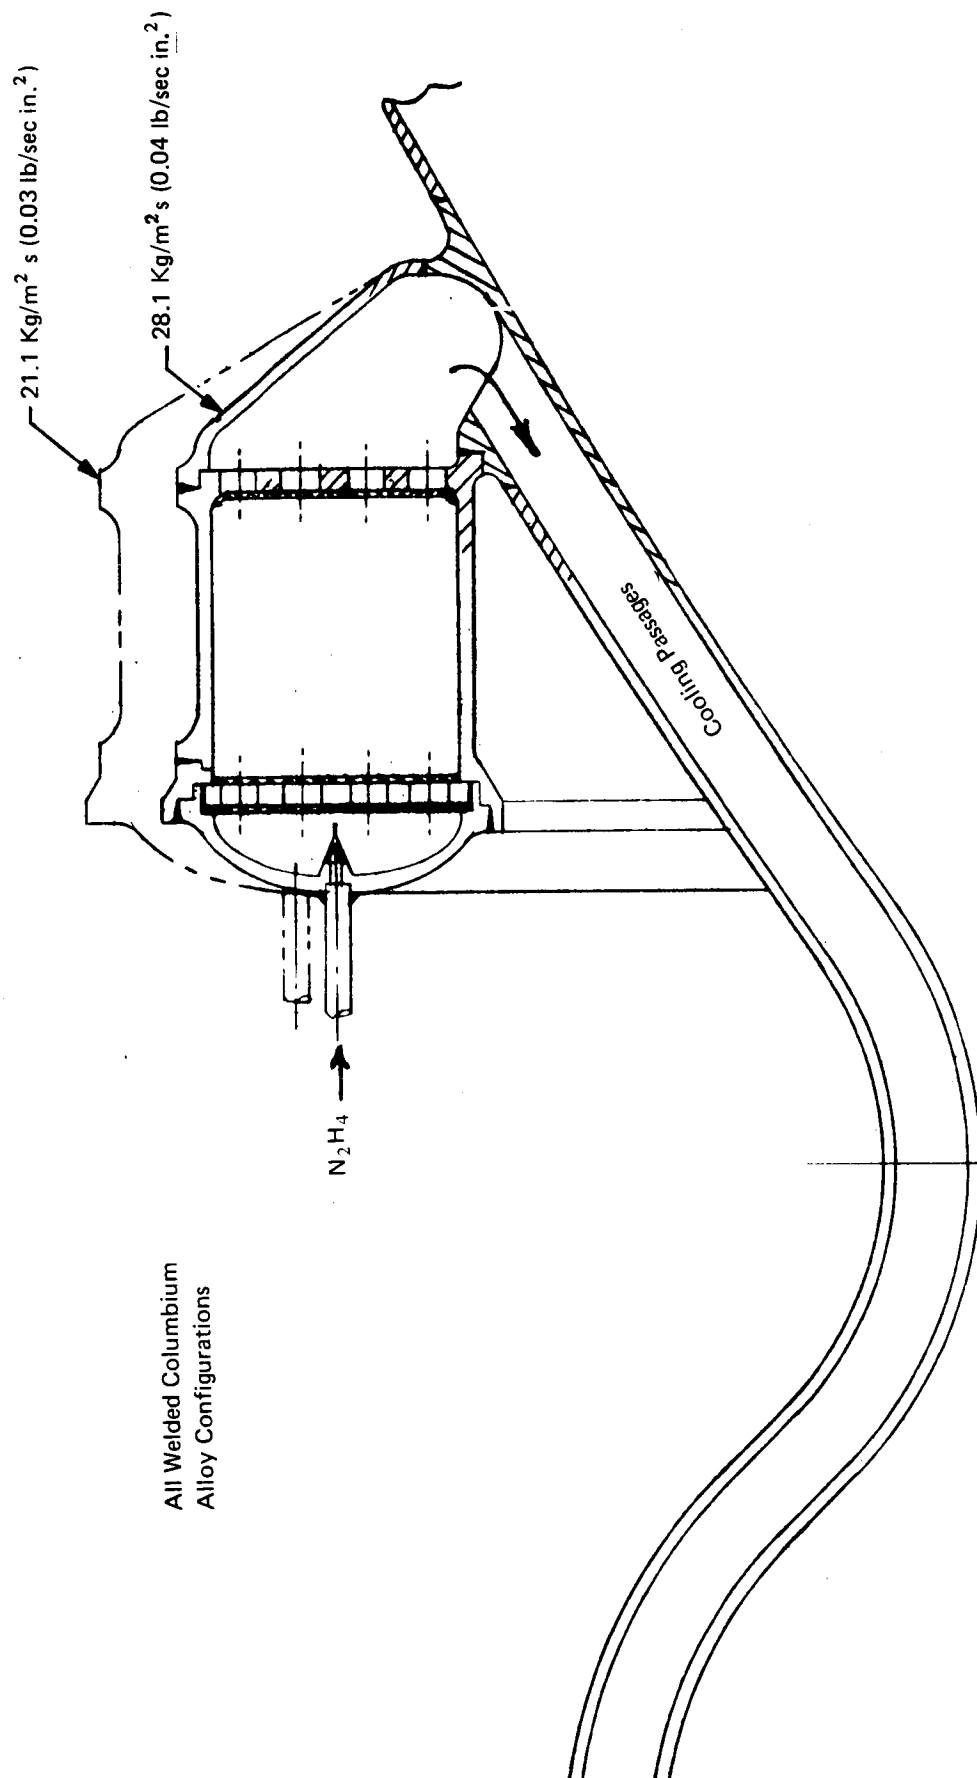 21.1 Kg/m² s (0.03 lb/sec in.²)
28.1 Kg/m² s (0.04 lb/sec in.²)
Cooling Passages
N₂H₄
All Welded Columbium
Alloy Configurations